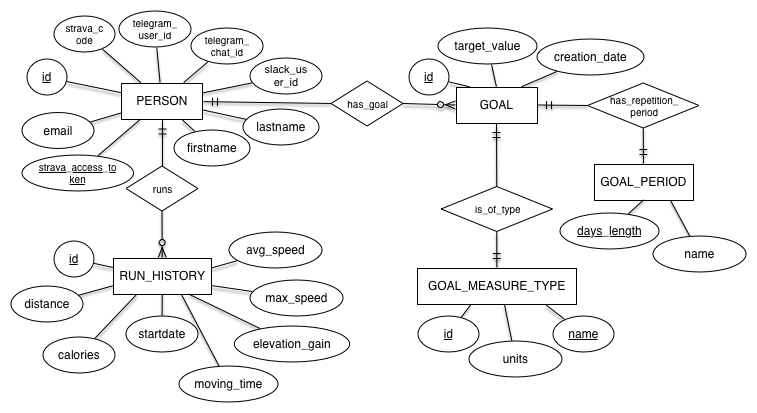 strava_c
ode
telegram_
user_id
telegram_
chat_id
slack_us
er_id
id
PERSON
email
strava_access_to
ken
firstname
lastname
has_goal
target_value
creation_date
id
GOAL
has_repetition_
period
GOAL_PERIOD
days_length
name
runs
is_of_type
id
RUN_HISTORY
avg_speed
max_speed
distance
startdate
elevation_gain
calories
moving_time
GOAL_MEASURE_TYPE
id
name
units